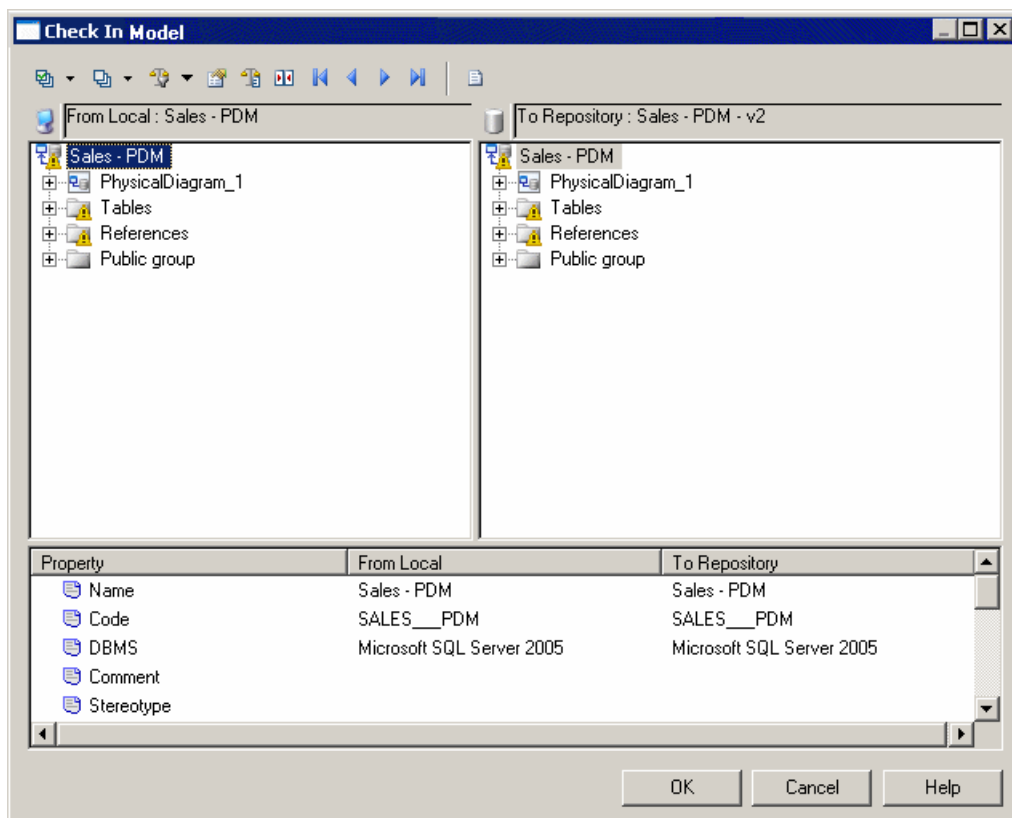 Check In Model
From Local : Sales - PDM
To Repository : Sales - PDM - v2
Sales - PDM
PhysicalDiagram_1
Tables
References
Public group
Sales - PDM
PhysicalDiagram_1
Tables
References
Public group
Property From Local To Repository
Name Sales - PDM Sales - PDM
Code SALES___PDM SALES___PDM
DBMS Microsoft SQL Server 2005 Microsoft SQL Server 2005
Comment
Stereotype
OK Cancel Help